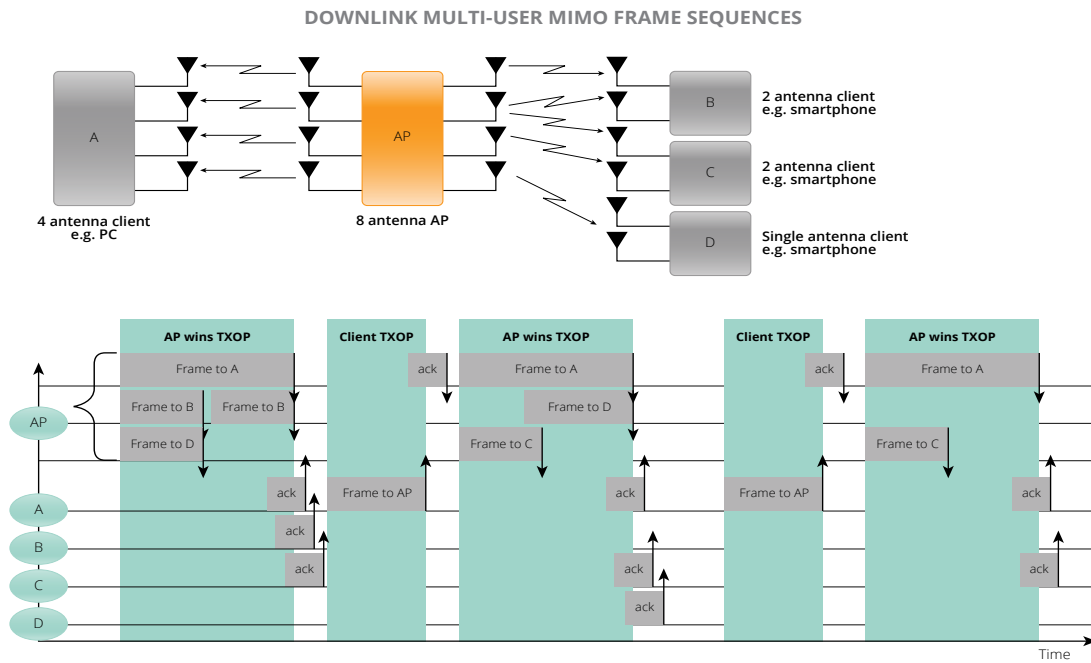 DOWNLINK MULTI-USER MIMO FRAME SEQUENCES
A
AP
B
C
D
2 antenna client
e.g. smartphone
2 antenna client
e.g. smartphone
Single antenna client
e.g. smartphone
4 antenna client
e.g. PC
8 antenna AP
AP wins TXOP
Client TXOP
AP wins TXOP
Client TXOP
AP wins TXOP
Frame to A
ack
Frame to A
ack
Frame to A
AP
Frame to B
Frame to B
Frame to D
Frame to D
Frame to C
Frame to C
A
ack
Frame to AP
ack
Frame to AP
ack
B
ack
C
ack
ack
ack
D
ack
Time